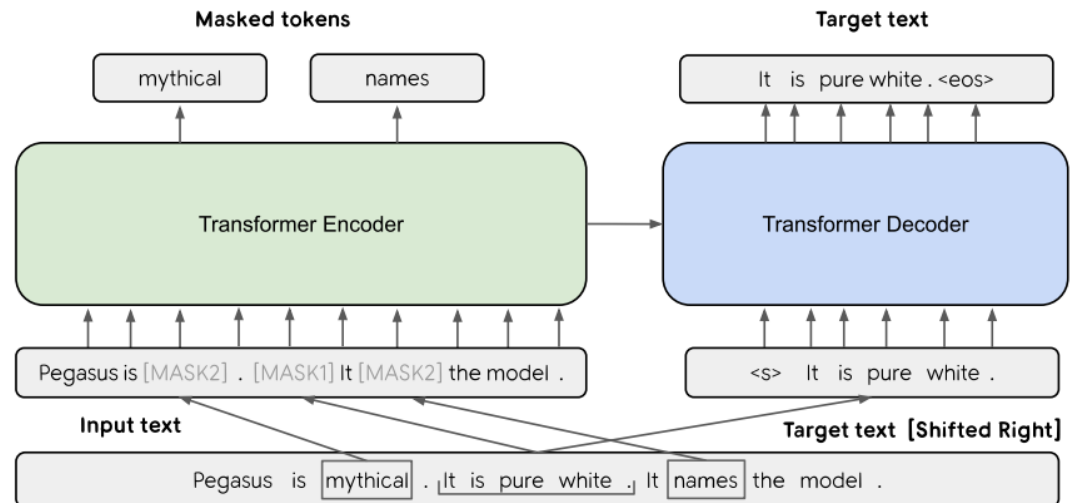 Masked tokens
Target text
mythical
names
It is pure white . <eos>
Transformer Encoder
Transformer Decoder
Pegasus is [MASK2] . [MASK1] It [MASK2] the model .
<s> It is pure white .
Input text
Target text [Shifted Right]
Pegasus is mythical . It is pure white . It names the model .